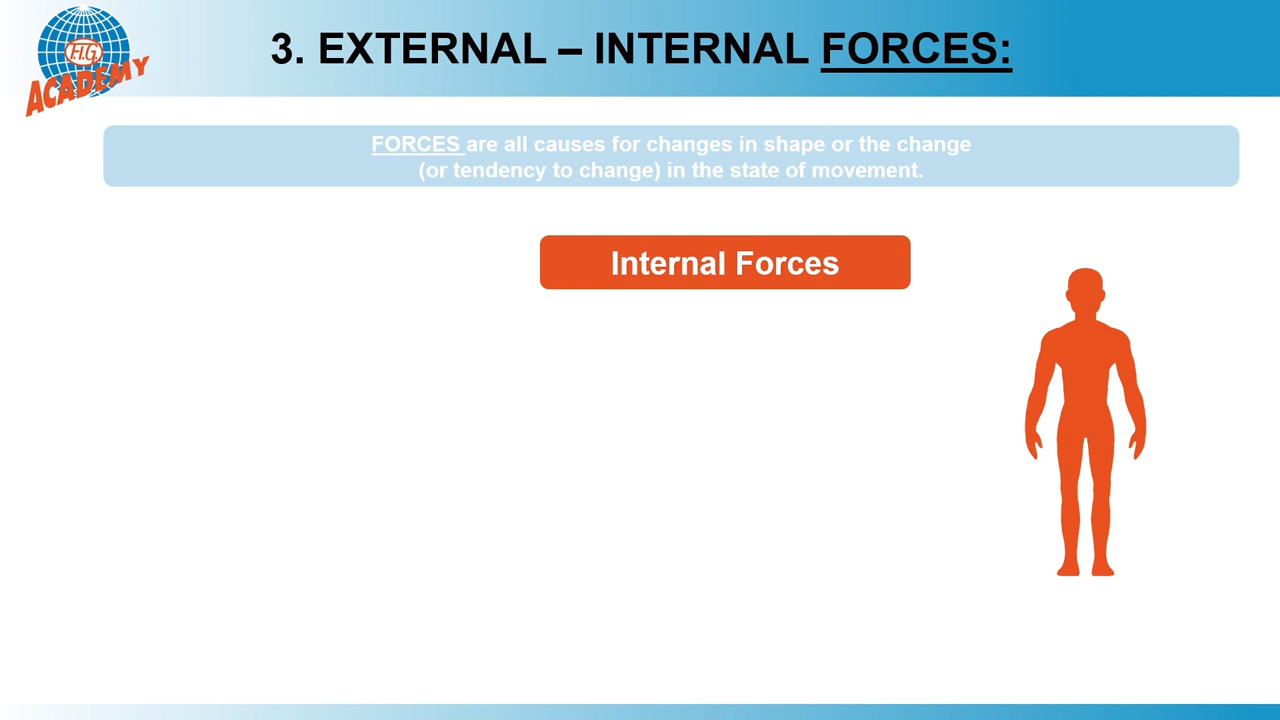 F.I.G.
ACADEMY
3. EXTERNAL – INTERNAL FORCES:
FORCES are all causes for changes in shape or the change
(or tendency to change) in the state of movement.
Internal Forces